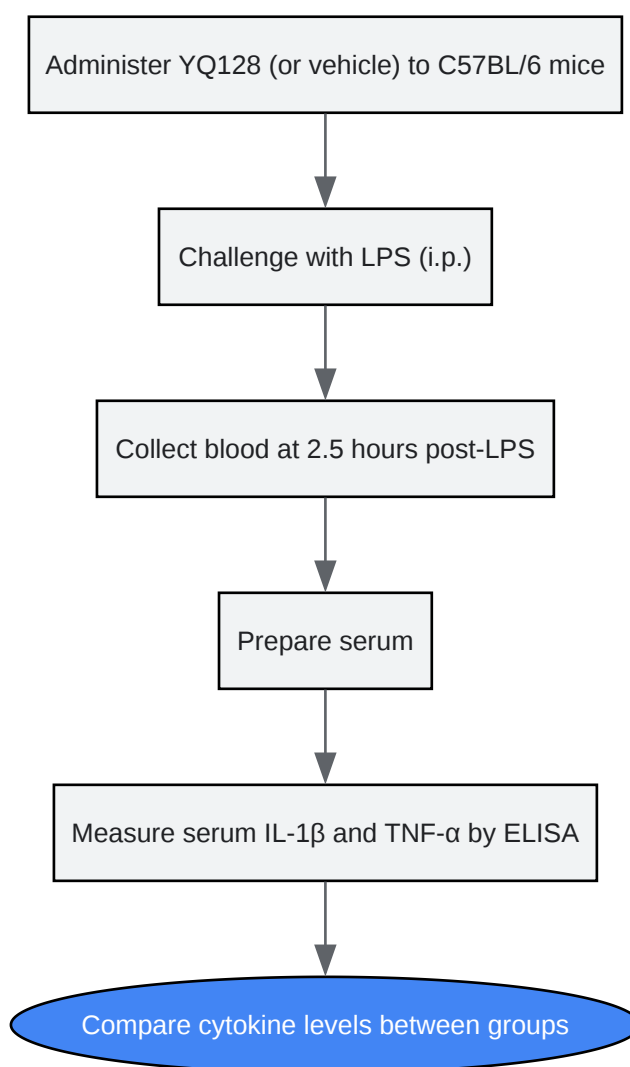 Administer YQ128 (or vehicle) to C57BL/6 mice
Challenge with LPS (i.p.)
Collect blood at 2.5 hours post-LPS
Prepare serum
Measure serum IL-1β and TNF-α by ELISA
Compare cytokine levels between groups